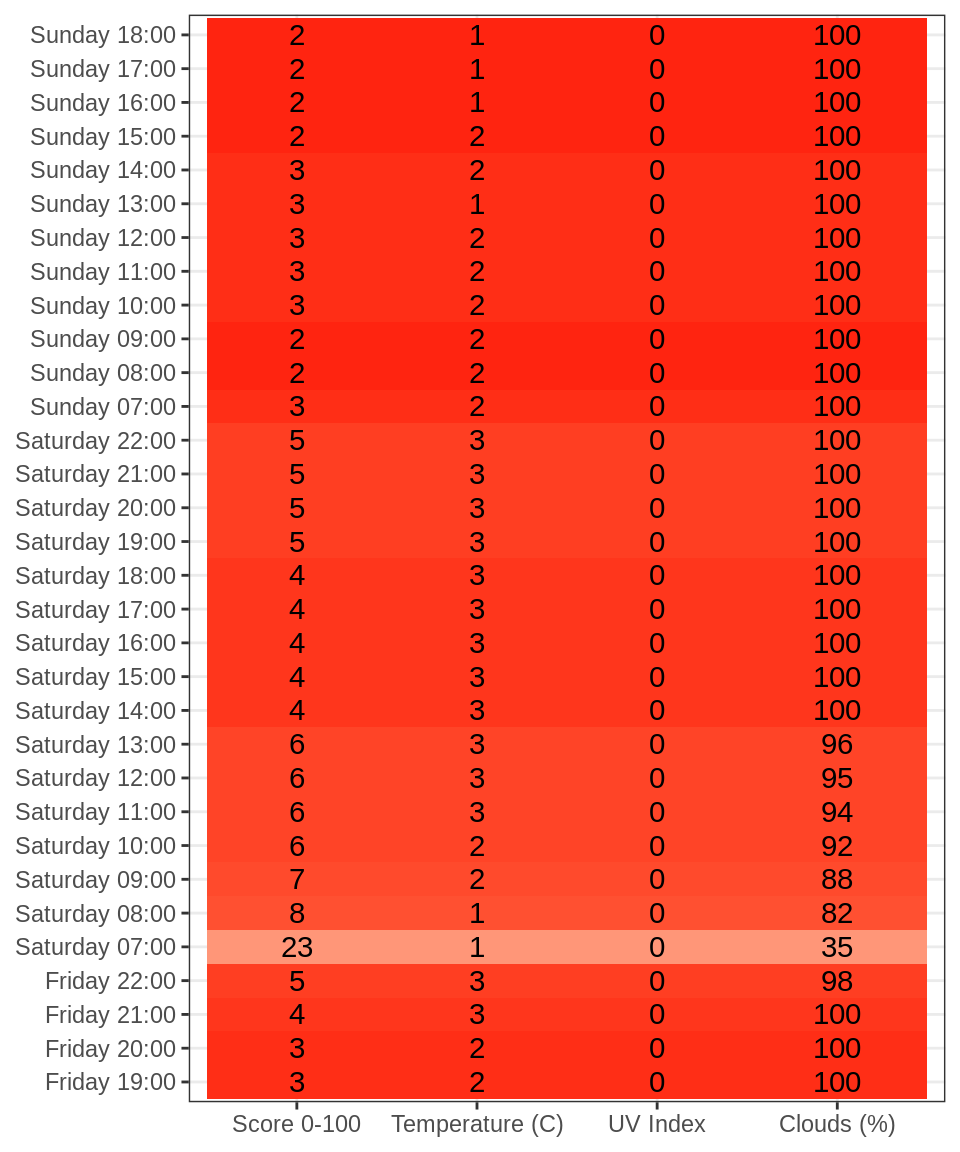 Sunday 18:00 2 1 0 100
Sunday 17:00 2 1 0 100
Sunday 16:00 2 1 0 100
Sunday 15:00 2 2 0 100
Sunday 14:00 3 2 0 100
Sunday 13:00 3 1 0 100
Sunday 12:00 3 2 0 100
Sunday 11:00 3 2 0 100
Sunday 10:00 3 2 0 100
Sunday 09:00 2 2 0 100
Sunday 08:00 2 2 0 100
Sunday 07:00 3 2 0 100
Saturday 22:00 5 3 0 100
Saturday 21:00 5 3 0 100
Saturday 20:00 5 3 0 100
Saturday 19:00 5 3 0 100
Saturday 18:00 4 3 0 100
Saturday 17:00 4 3 0 100
Saturday 16:00 4 3 0 100
Saturday 15:00 4 3 0 100
Saturday 14:00 4 3 0 100
Saturday 13:00 6 3 0 96
Saturday 12:00 6 3 0 95
Saturday 11:00 6 3 0 94
Saturday 10:00 6 2 0 92
Saturday 09:00 7 2 0 88
Saturday 08:00 8 1 0 82
Saturday 07:00 23 1 0 35
Friday 22:00 5 3 0 98
Friday 21:00 4 3 0 100
Friday 20:00 3 2 0 100
Friday 19:00 3 2 0 100
Score 0-100 Temperature (C) UV Index Clouds (%)